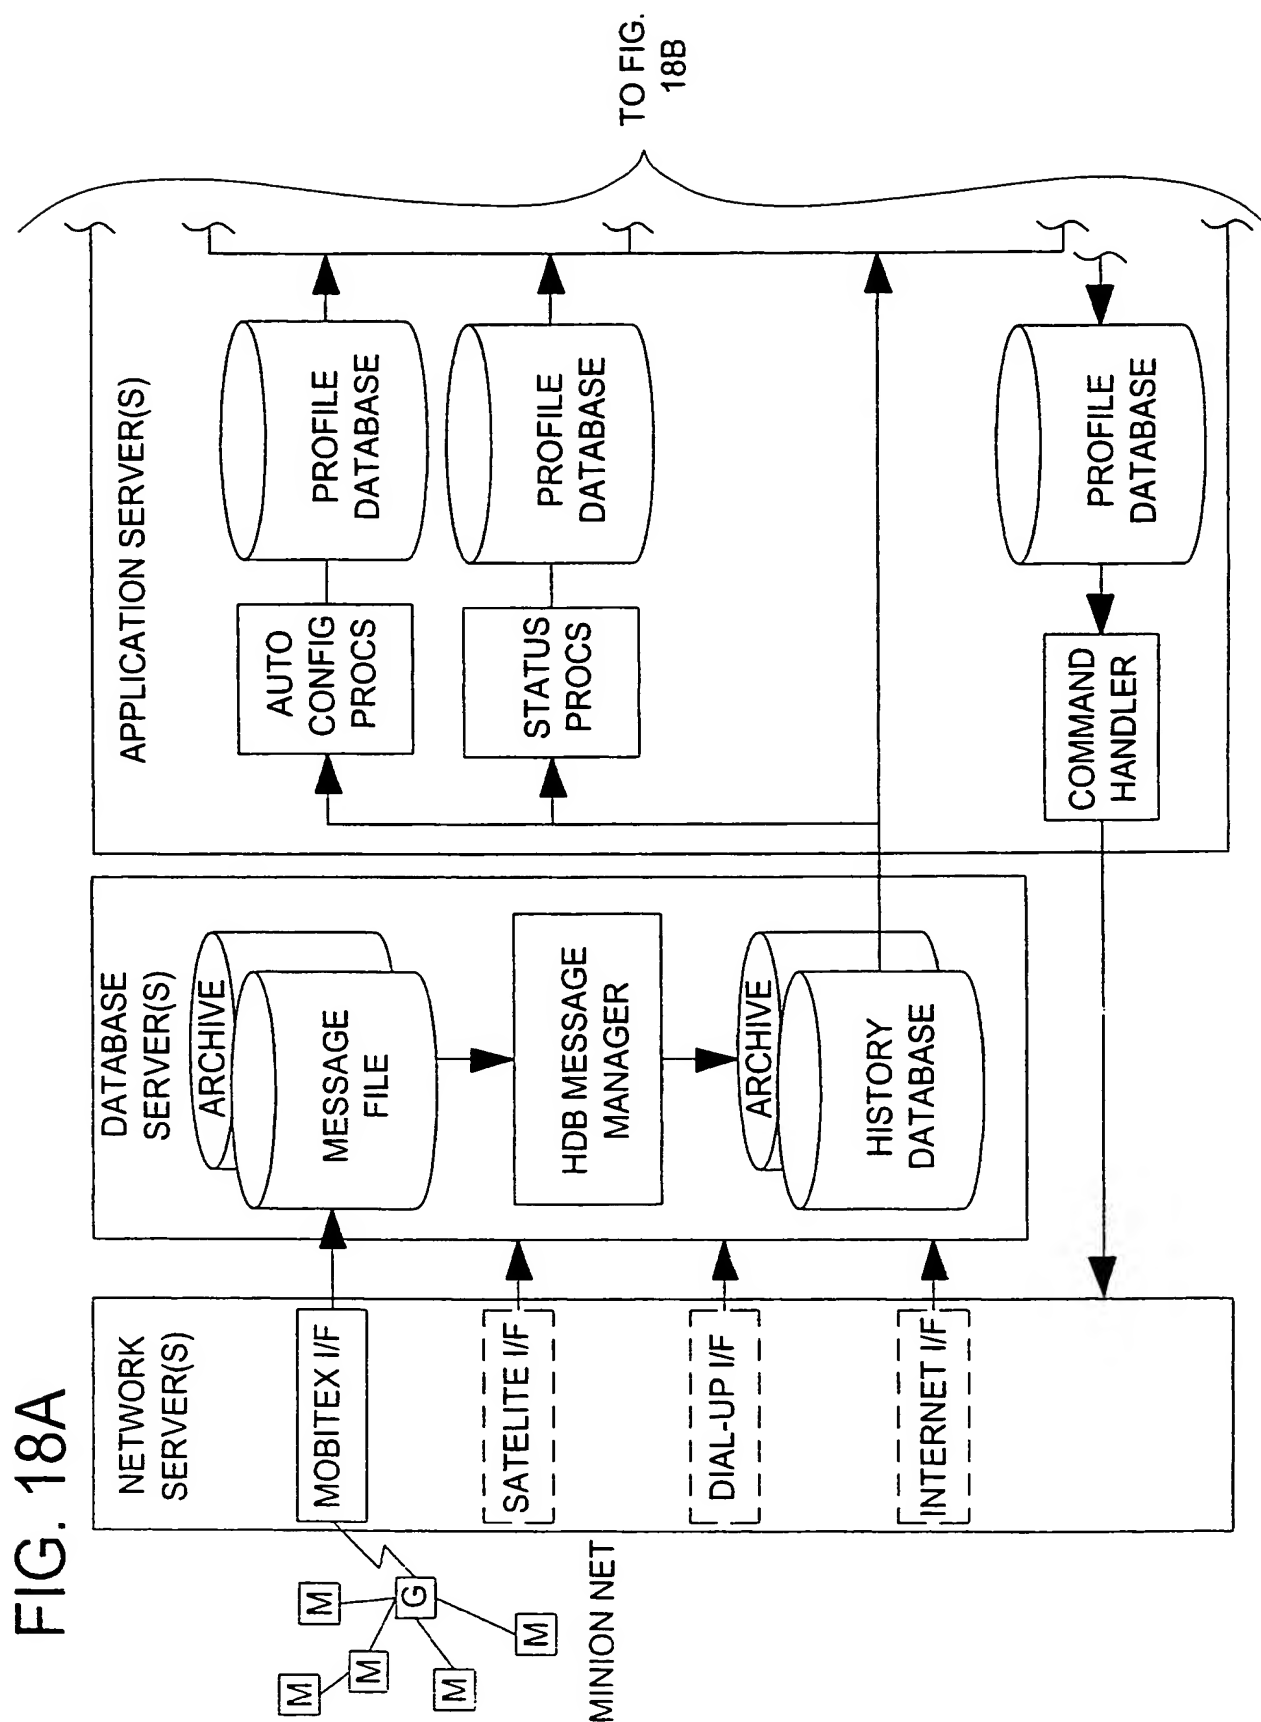 FIG. 18A
NETWORK
SERVER(S)
MOBITEX I/F
SATELITE I/F
DIAL-UP I/F
INTERNET I/F
M
M
M
M
M
G
MINION NET
DATABASE
SERVER(S)
ARCHIVE
MESSAGE
FILE
HDB MESSAGE
MANAGER
ARCHIVE
HISTORY
DATABASE
APPLICATION SERVER(S)
AUTO
CONFIG
PROCS
PROFILE
DATABASE
STATUS
PROCS
PROFILE
DATABASE
COMMAND
HANDLER
PROFILE
DATABASE
TO FIG.
18B